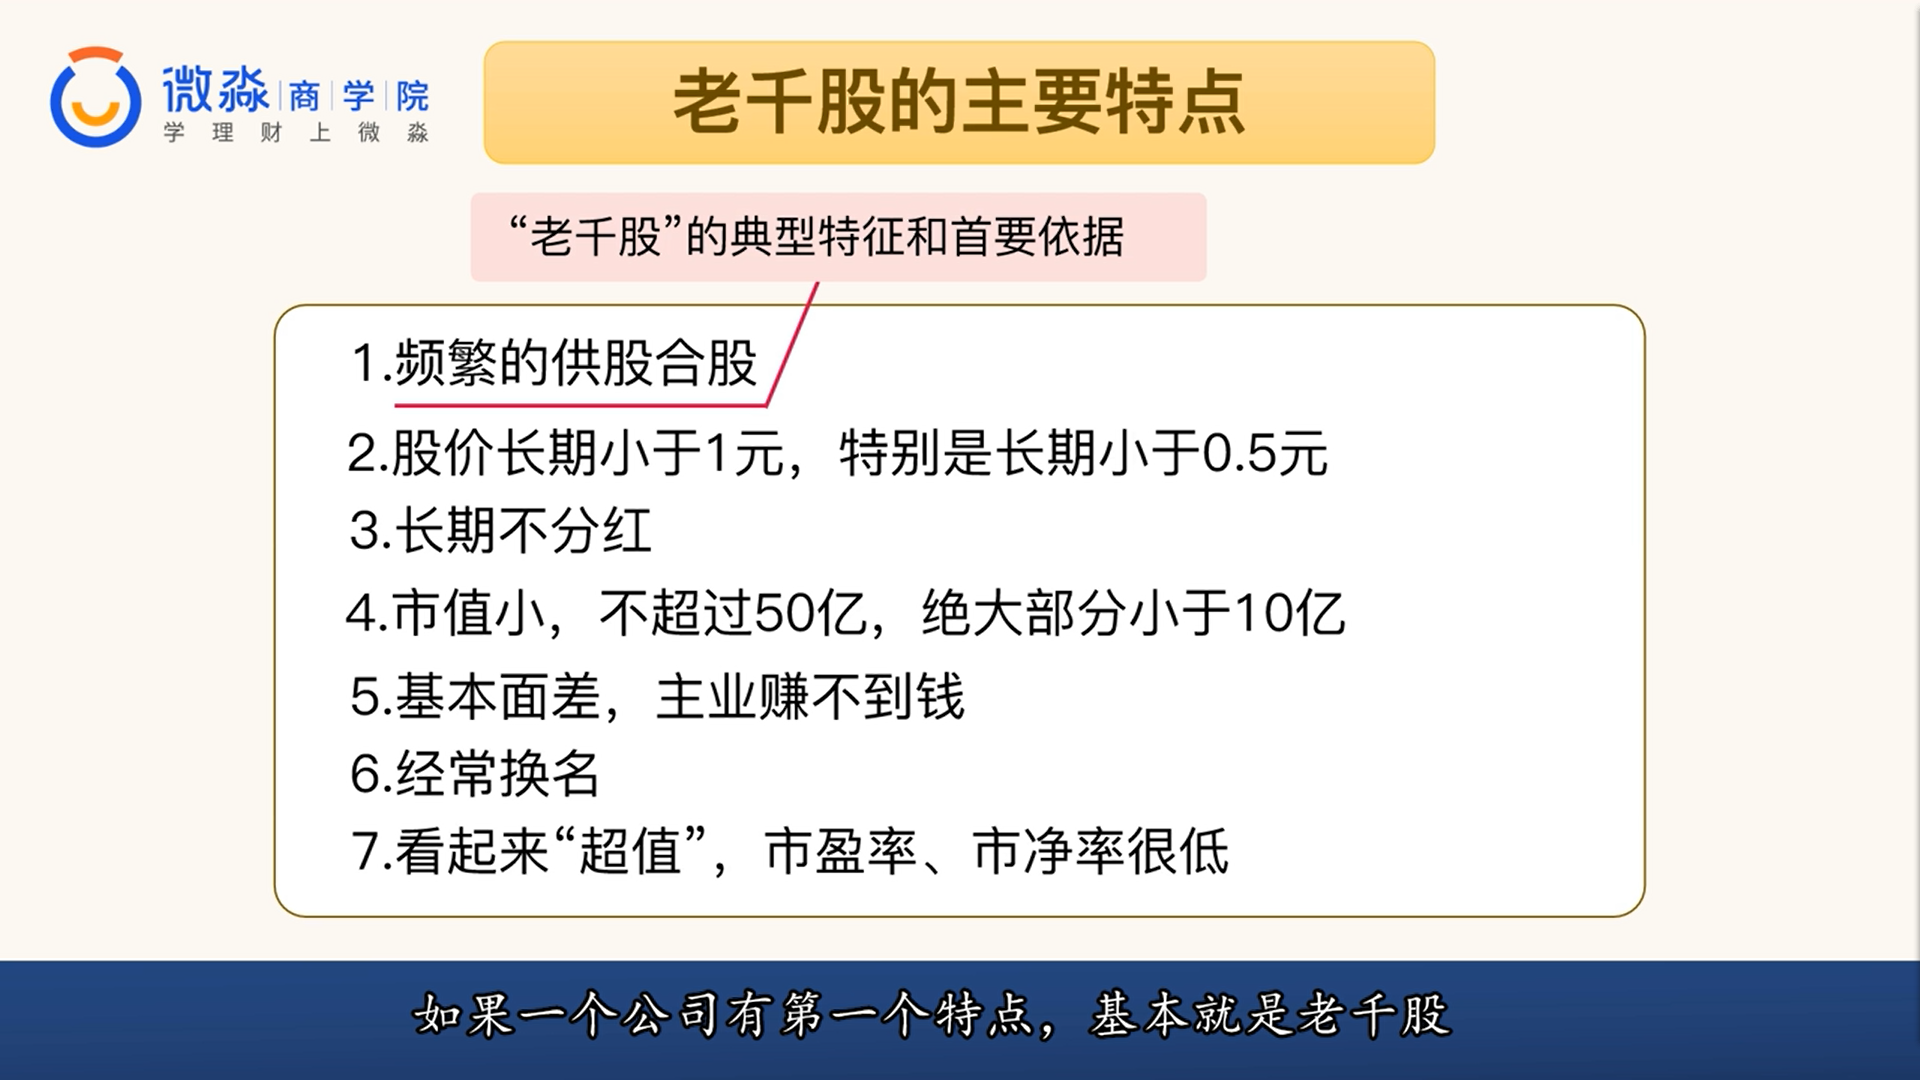 微淼商学院
学理财上微淼
老千股的主要特点
“老千股”的典型特征和首要依据
1.频繁的供股合股
2.股价长期小于1元，特别是长期小于0.5元
3.长期不分红
4.市值小，不超过50亿，绝大部分小于10亿
5.基本面差，主业赚不到钱
6.经常换名
7.看起来“超值”，市盈率、市净率很低
如果一个公司有第一个特点，基本就是老千股